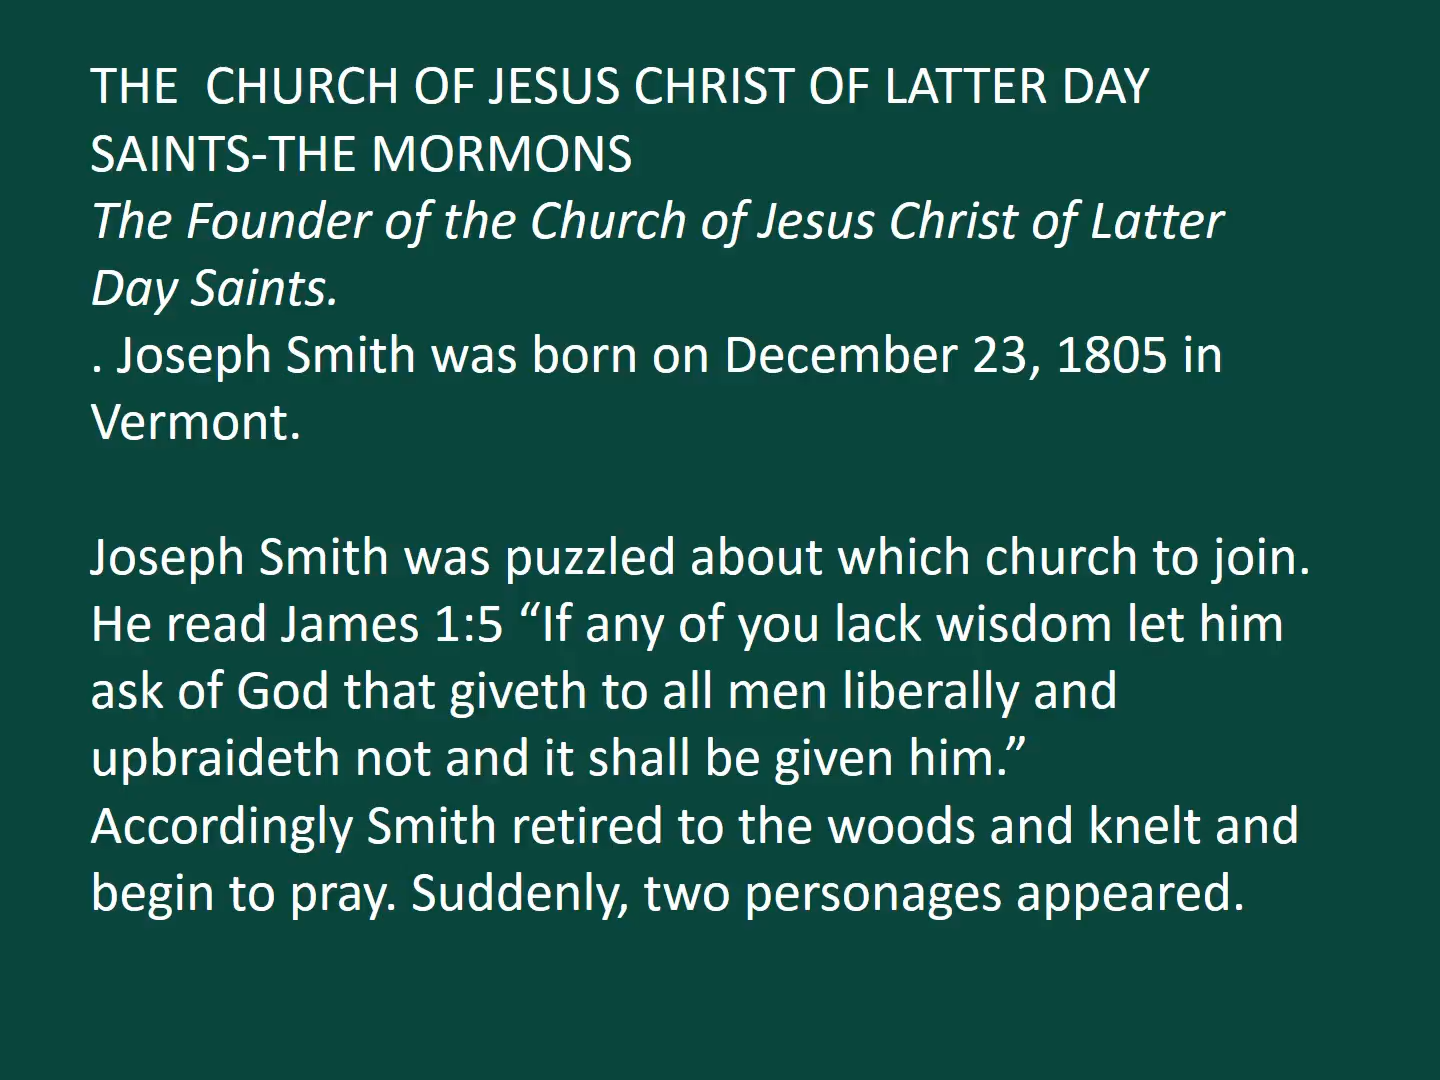 THE  CHURCH OF JESUS CHRIST OF LATTER DAY
SAINTS-THE MORMONS
The Founder of the Church of Jesus Christ of Latter
Day Saints.
. Joseph Smith was born on December 23, 1805 in
Vermont.
Joseph Smith was puzzled about which church to join.
He read James 1:5 “If any of you lack wisdom let him
ask of God that giveth to all men liberally and
upbraideth not and it shall be given him.”
Accordingly Smith retired to the woods and knelt and
begin to pray. Suddenly, two personages appeared.